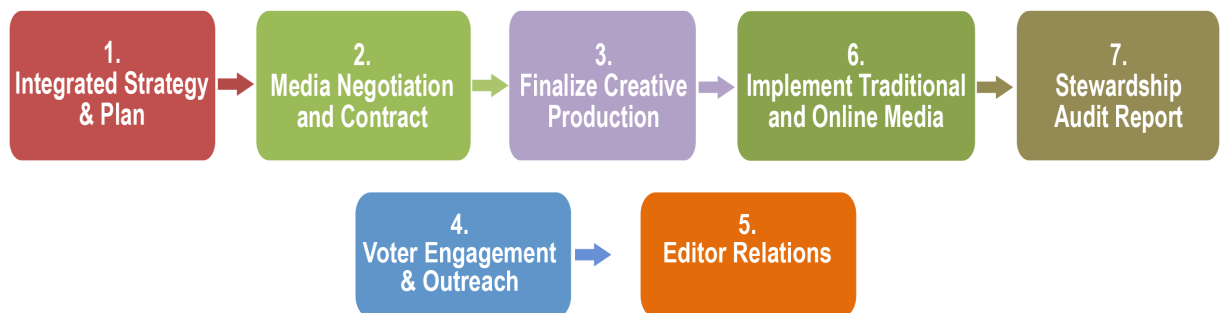 1.
Integrated Strategy
& Plan
2.
Media Negotiation
and Contract
3.
Finalize Creative
Production
6.
Implement Traditional
and Online Media
7.
Stewardship
Audit Report
4.
Voter Engagement
& Outreach
5.
Editor Relations